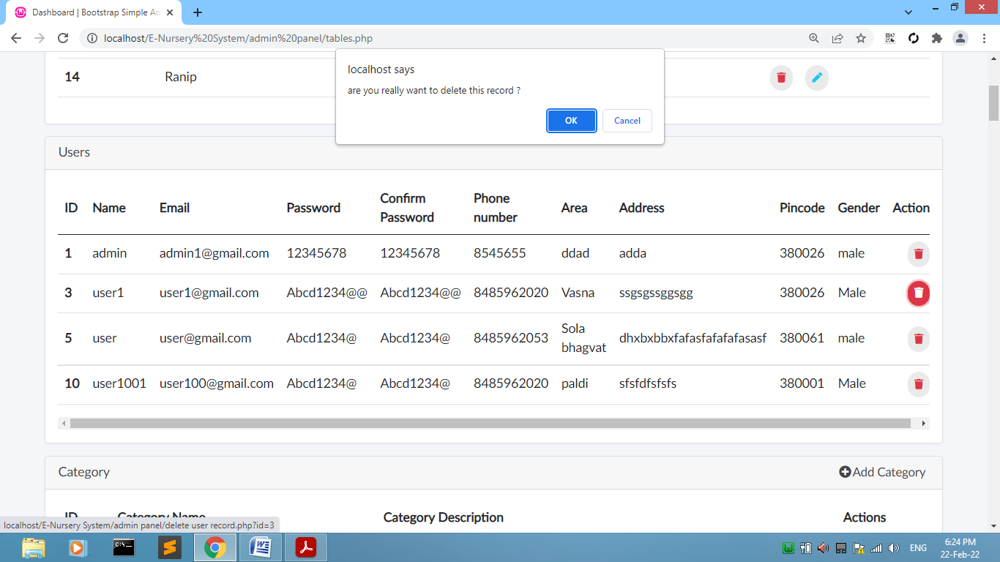 Dashboard | Bootstrap Simple Ad
localhost/E-Nursery%20System/admin%20panel/tables.php
14 Ranip
localhost says
are you really want to delete this record ?
OK Cancel
Users
ID Name Email Password Confirm Password Phone number Area Address Pincode Gender Action
1 admin admin1@gmail.com 12345678 12345678 8545655 ddad adda 380026 male
3 user1 user1@gmail.com Abcd1234@@ Abcd1234@@ 8485962020 Vasna ssgsgssggsgg 380026 Male
5 user user@gmail.com Abcd1234@ Abcd1234@ 8485962053 Sola bhagvat dhxbxbbxfafasfafafafasasf 380061 male
10 user1001 user100@gmail.com Abcd1234@ Abcd1234@ 8485962020 paldi sfsfdfsfsfs 380001 Male
Category Add Category
ID Category Name Category Description Actions
localhost/E-Nursery System/admin panel/delete user record.php?id=3
ENG 6:24 PM
22-Feb-22